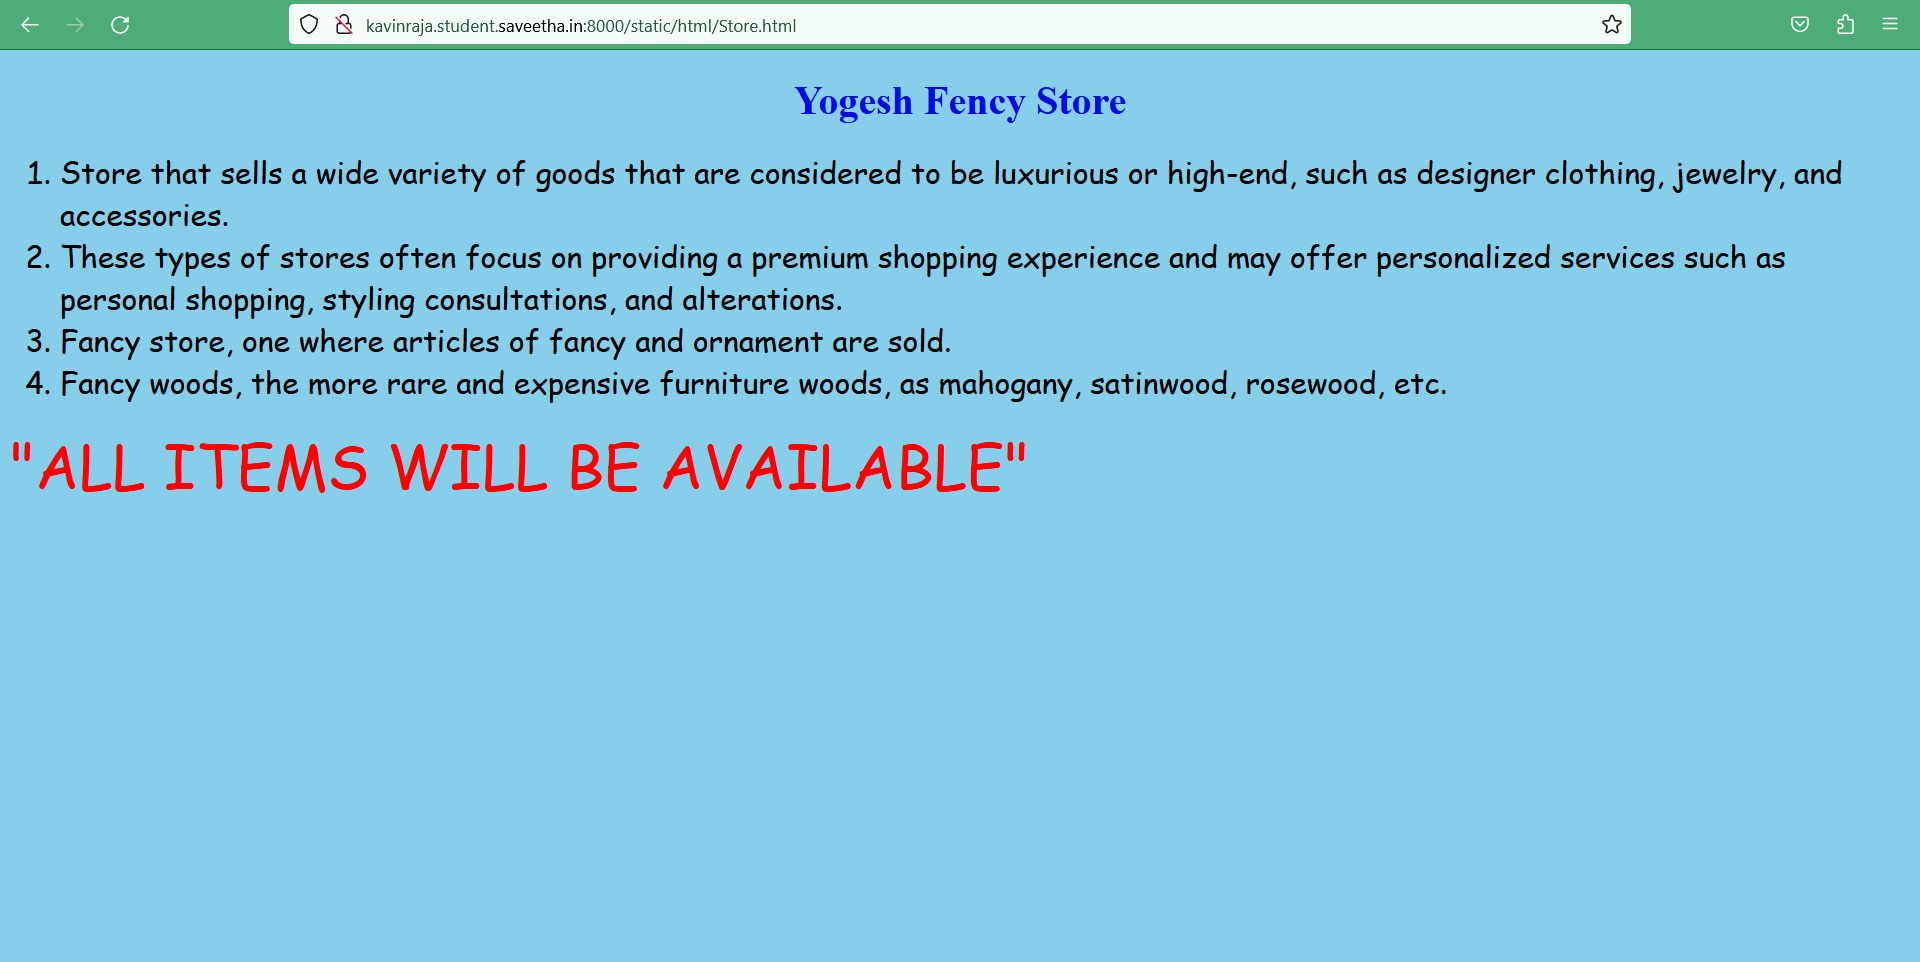 kavinraja.student.saveetha.in:8000/static/html/Store.html
Yogesh Fency Store
1. Store that sells a wide variety of goods that are considered to be luxurious or high-end, such as designer clothing, jewelry, and
accessories.
2. These types of stores often focus on providing a premium shopping experience and may offer personalized services such as
personal shopping, styling consultations, and alterations.
3. Fancy store, one where articles of fancy and ornament are sold.
4. Fancy woods, the more rare and expensive furniture woods, as mahogany, satinwood, rosewood, etc.
"ALL ITEMS WILL BE AVAILABLE"